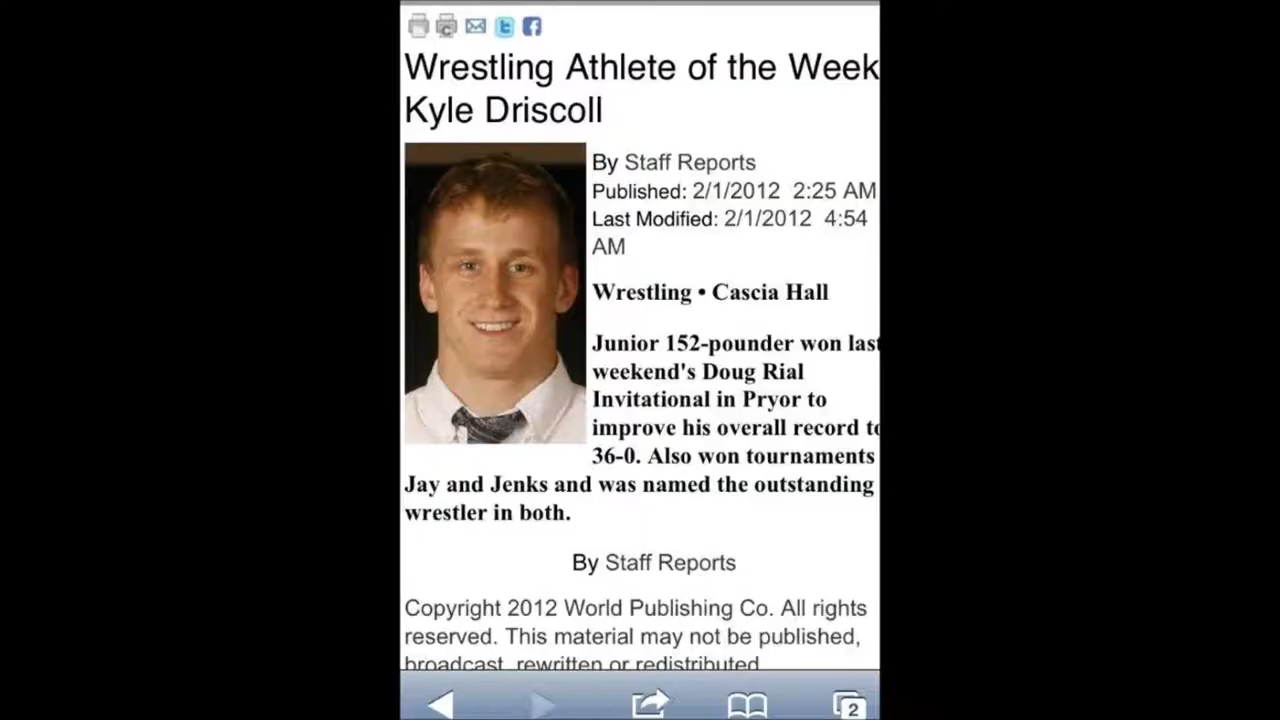 Wrestling Athlete of the Week
Kyle Driscoll
By Staff Reports
Published: 2/1/2012 2:25 AM
Last Modified: 2/1/2012 4:54
AM
Wrestling • Cascia Hall
Junior 152-pounder won last
weekend's Doug Rial
Invitational in Pryor to
improve his overall record to
36-0. Also won tournaments
Jay and Jenks and was named the outstanding
wrestler in both.
By Staff Reports
Copyright 2012 World Publishing Co. All rights
reserved. This material may not be published,
broadcast, rewritten or redistributed
2